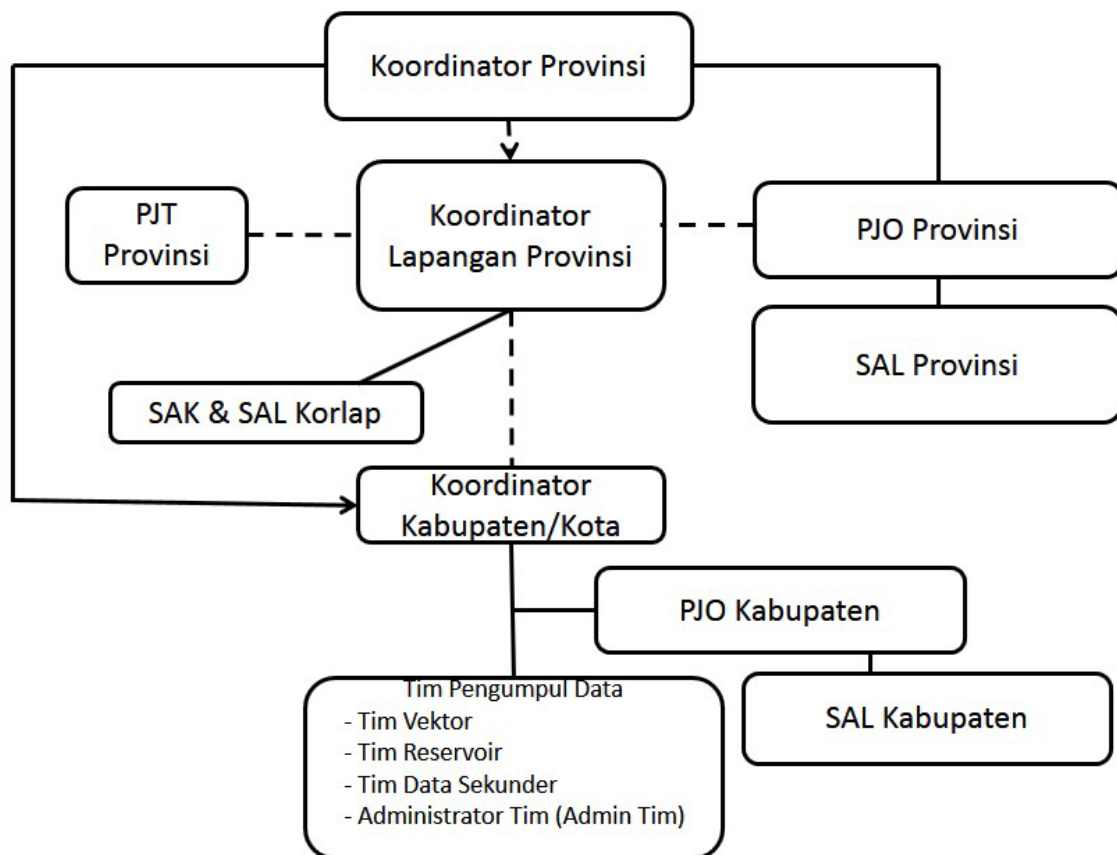 Koordinator Provinsi
PJT
Provinsi
Koordinator
Lapangan Provinsi
PJO Provinsi
SAL Provinsi
SAK & SAL Korlap
Koordinator
Kabupaten/Kota
PJO Kabupaten
SAL Kabupaten
Tim Pengumpul Data
- Tim Vektor
- Tim Reservoir
- Tim Data Sekunder
- Administrator Tim (Admin Tim)